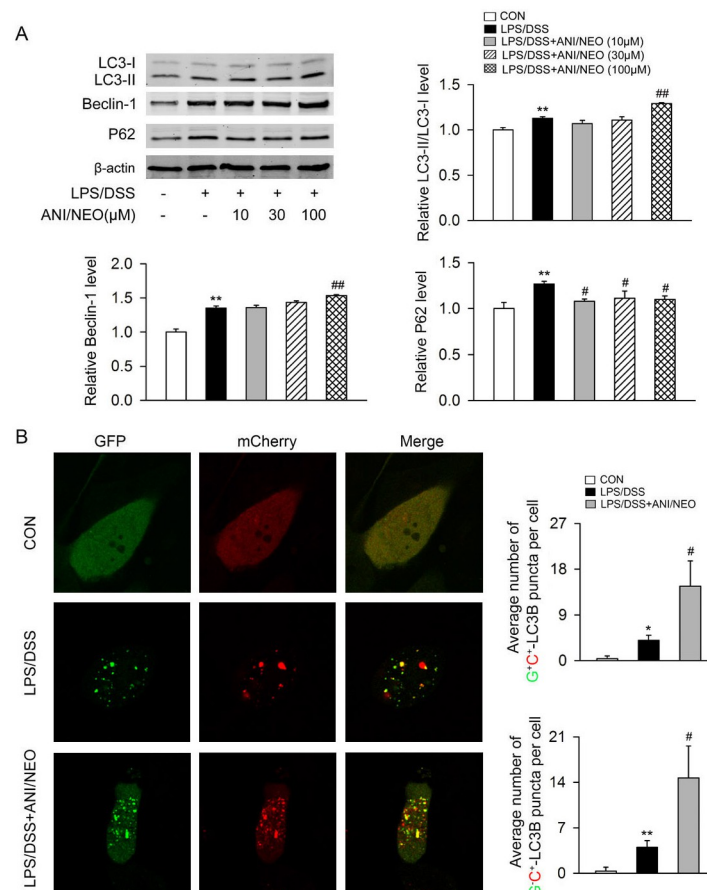 A
LC3-I
LC3-II
Beclin-1
P62
β-actin
LPS/DSS - + + + +
ANI/NEO(μM) - - 10 30 100
CON
LPS/DSS
LPS/DSS+ANI/NEO (10μM)
LPS/DSS+ANI/NEO (30μM)
LPS/DSS+ANI/NEO (100μM)
Relative LC3-II/LC3-I level
1.5
1.0
0.5
0.0
**
##
Relative Beclin-1 level
2.0
1.5
1.0
0.5
0.0
**
##
Relative P62 level
1.5
1.0
0.5
0.0
**
#
#
#
B
GFP mCherry Merge
CON
LPS/DSS
LPS/DSS+ANI/NEO
CON
LPS/DSS
LPS/DSS+ANI/NEO
Average number of
G⁺C⁺-LC3B puncta per cell
27
18
9
0
*
#
Average number of
G⁻C⁺-LC3B puncta per cell
21
14
7
0
**
#